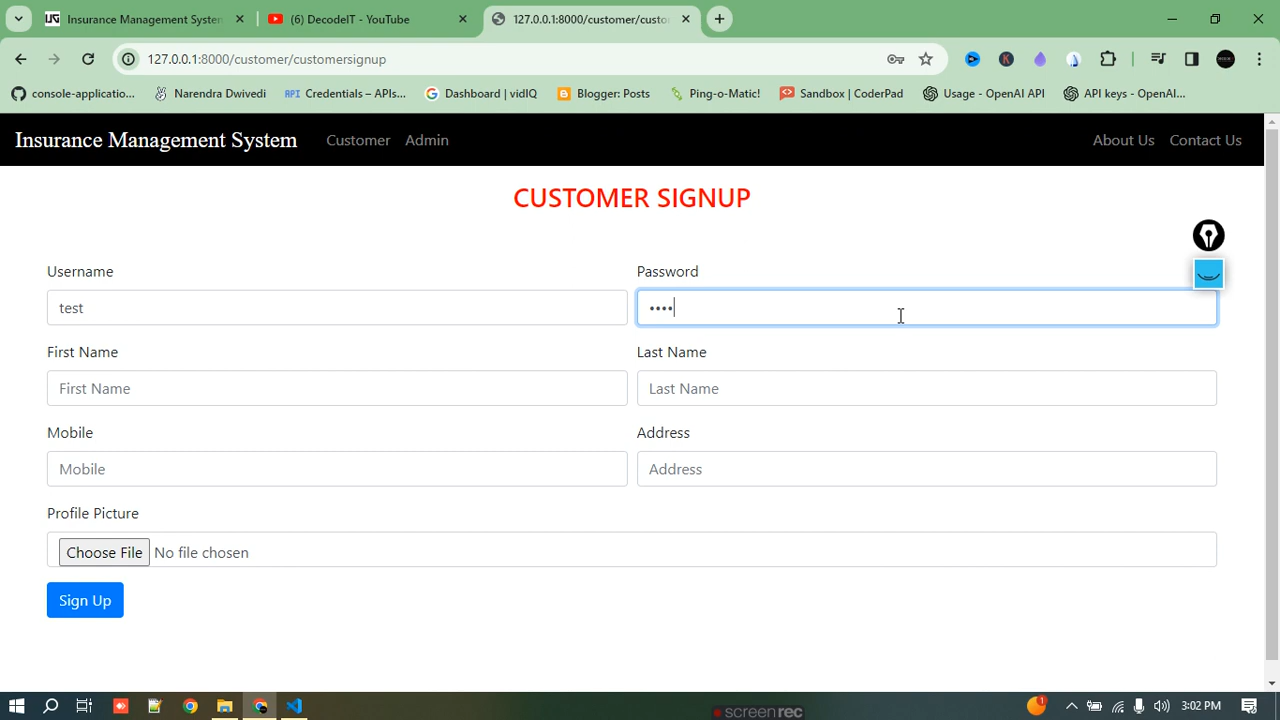 Insurance Management System
(6) DecodeIT - YouTube
127.0.0.1:8000/customer/custo
127.0.0.1:8000/customer/customersignup
console-applicatio...
Narendra Dwivedi
API Credentials – APIs...
Dashboard | vidIQ
Blogger: Posts
Ping-o-Matic!
Sandbox | CoderPad
Usage - OpenAI API
API keys - OpenAI...
Insurance Management System Customer Admin About Us Contact Us
CUSTOMER SIGNUP
Username Password
test ••••
First Name Last Name
First Name Last Name
Mobile Address
Mobile Address
Profile Picture
Choose File No file chosen
Sign Up
screenrec
1
3:02 PM